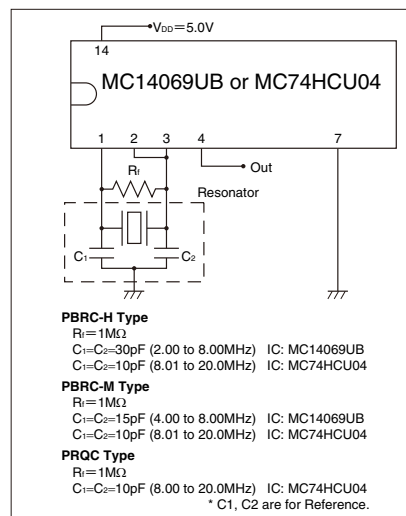 VDD=5.0V
14
MC14069UB or MC74HCU04
1 2 3 4 7
Rf
Out
Resonator
C1 C2
PBRC-H Type
Rf=1MΩ
C1=C2=30pF (2.00 to 8.00MHz) IC: MC14069UB
C1=C2=10pF (8.01 to 20.0MHz) IC: MC74HCU04
PBRC-M Type
Rf=1MΩ
C1=C2=15pF (4.00 to 8.00MHz) IC: MC14069UB
C1=C2=10pF (8.01 to 20.0MHz) IC: MC74HCU04
PRQC Type
Rf=1MΩ
C1=C2=10pF (8.00 to 20.0MHz) IC: MC74HCU04
* C1, C2 are for Reference.